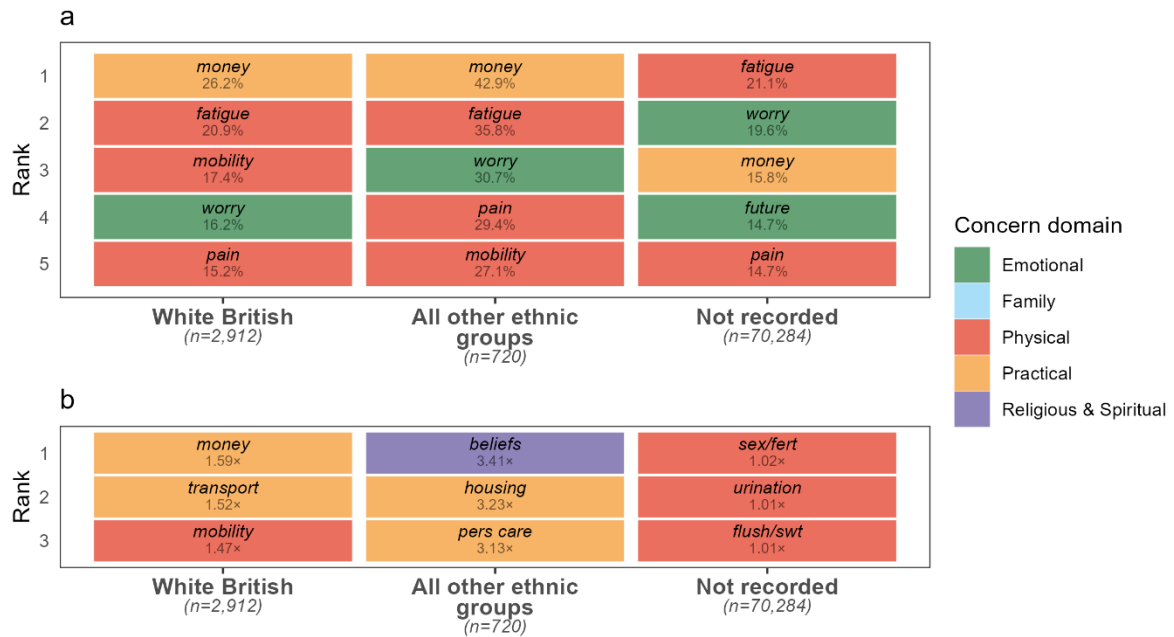 a
Rank
1
money
26.2%
money
42.9%
fatigue
21.1%
2
fatigue
20.9%
fatigue
35.8%
worry
19.6%
3
mobility
17.4%
worry
30.7%
money
15.8%
4
worry
16.2%
pain
29.4%
future
14.7%
5
pain
15.2%
mobility
27.1%
pain
14.7%
White British
(n=2,912)
All other ethnic
groups
(n=720)
Not recorded
(n=70,284)
Concern domain
Emotional
Family
Physical
Practical
Religious & Spiritual
b
Rank
1
money
1.59×
beliefs
3.41×
sex/fert
1.02×
2
transport
1.52×
housing
3.23×
urination
1.01×
3
mobility
1.47×
pers care
3.13×
flush/swt
1.01×
White British
(n=2,912)
All other ethnic
groups
(n=720)
Not recorded
(n=70,284)